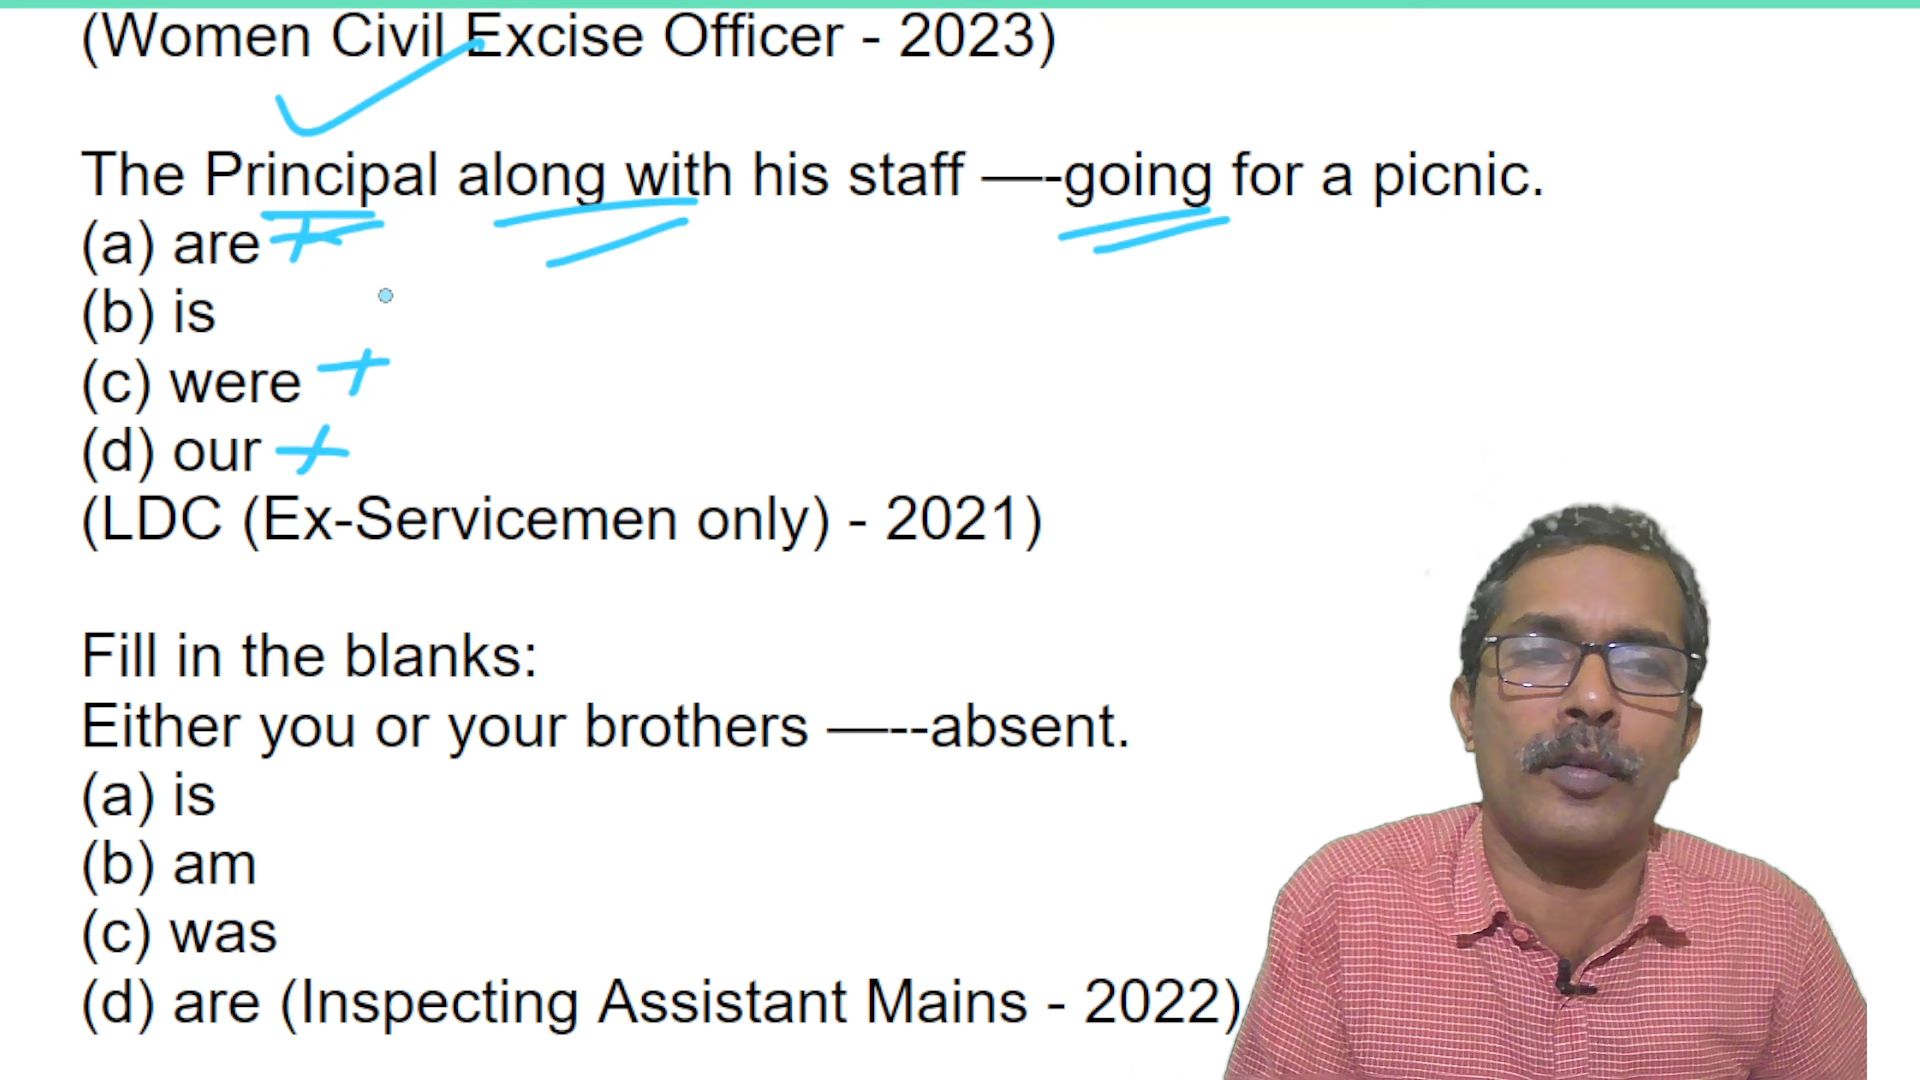 (Women Civil Excise Officer - 2023)
The Principal along with his staff —-going for a picnic.
(a) are
(b) is
(c) were
(d) our
(LDC (Ex-Servicemen only) - 2021)
Fill in the blanks:
Either you or your brothers —--absent.
(a) is
(b) am
(c) was
(d) are (Inspecting Assistant Mains - 2022)